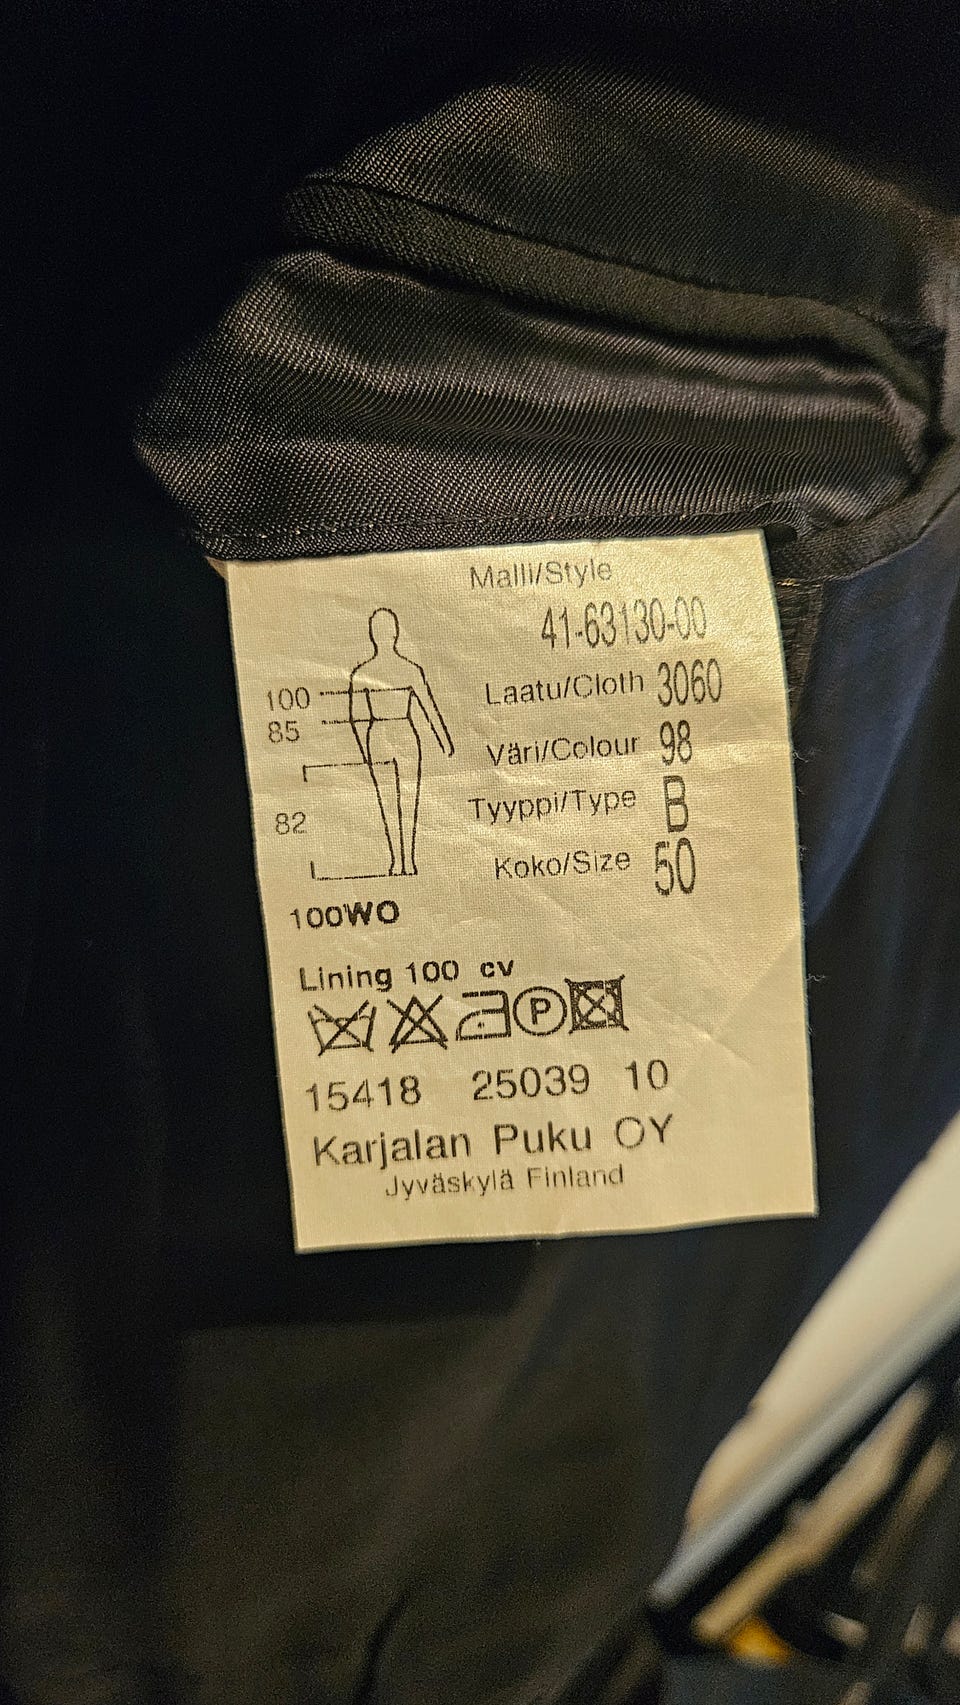 Malli/Style
41-63130-00
Laatu/Cloth 3060
Väri/Colour 98
Tyyppi/Type B
Koko/Size 50
100
85
82
100WO
Lining 100 cv
P
15418 25039 10
Karjalan Puku OY
Jyväskylä Finland